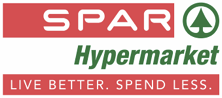 SPAR
Hypermarket
LIVE BETTER. SPEND LESS.